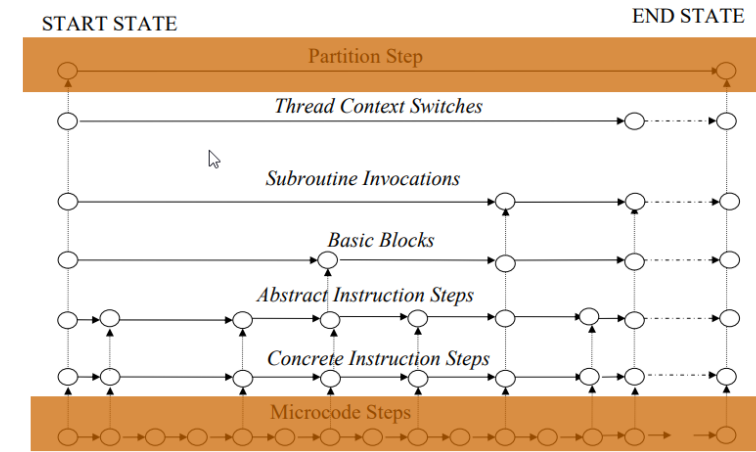 START STATE
END STATE
Partition Step
Thread Context Switches
Subroutine Invocations
Basic Blocks
Abstract Instruction Steps
Concrete Instruction Steps
Microcode Steps